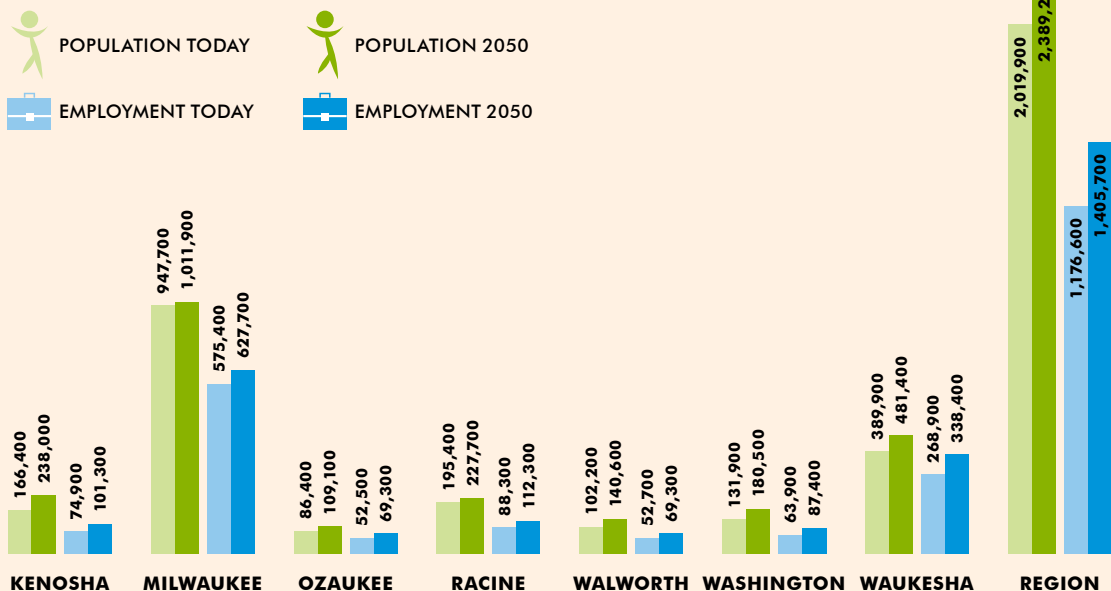 POPULATION TODAY
POPULATION 2050
EMPLOYMENT TODAY
EMPLOYMENT 2050
166,400
238,000
74,900
101,300
KENOSHA
947,700
1,011,900
575,400
627,700
MILWAUKEE
86,400
109,100
52,500
69,300
OZAUKEE
195,400
227,700
88,300
112,300
RACINE
102,200
140,600
52,700
69,300
WALWORTH
131,900
180,500
63,900
87,400
WASHINGTON
389,900
481,400
268,900
338,400
WAUKESHA
2,019,900
1,176,600
1,405,700
REGION